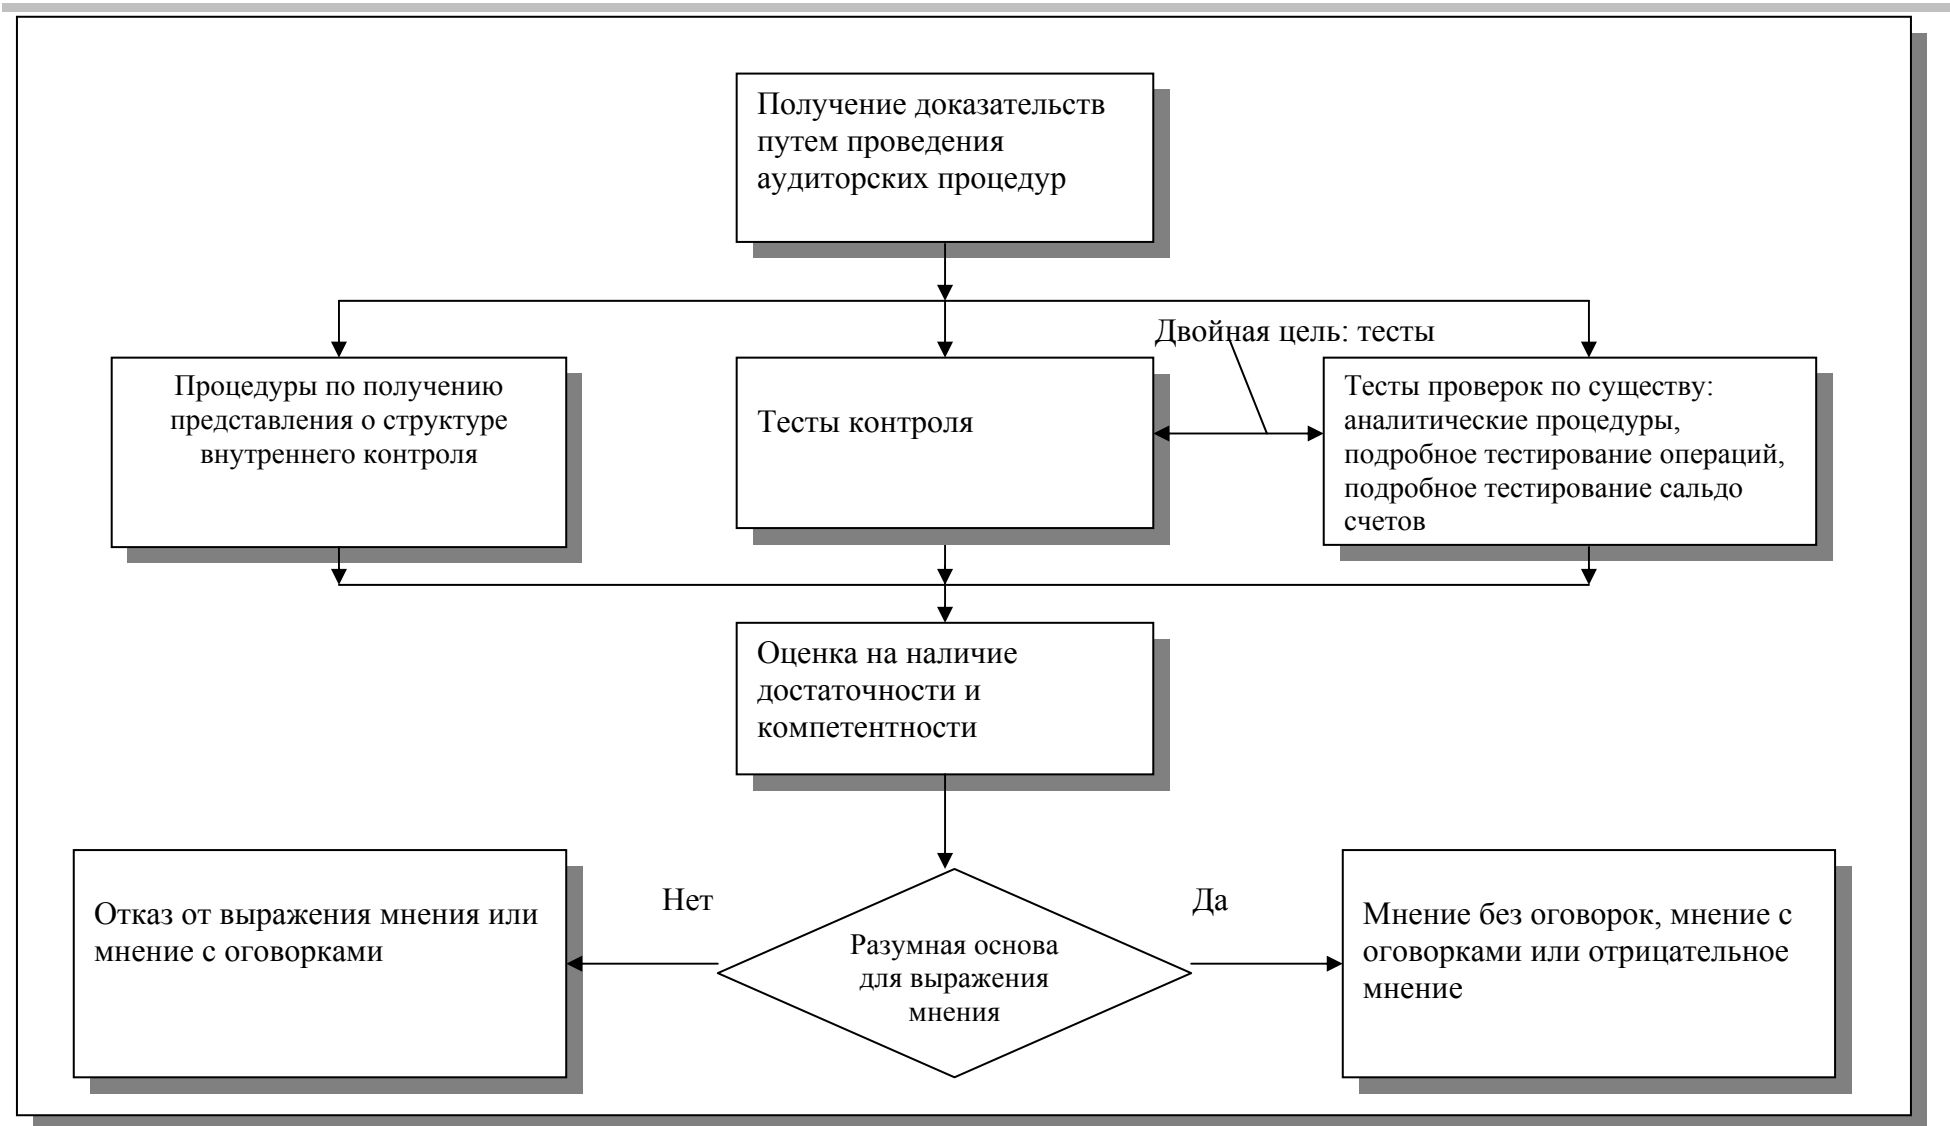 Получение доказательств
путем проведения
аудиторских процедур
Двойная цель: тесты
Процедуры по получению
представления о структуре
внутреннего контроля
Тесты контроля
Тесты проверок по существу:
аналитические процедуры,
подробное тестирование операций,
подробное тестирование сальдо
счетов
Оценка на наличие
достаточности и
компетентности
Отказ от выражения мнения или
мнение с оговорками
Нет
Разумная основа
для выражения
мнения
Да
Мнение без оговорок, мнение с
оговорками или отрицательное
мнение